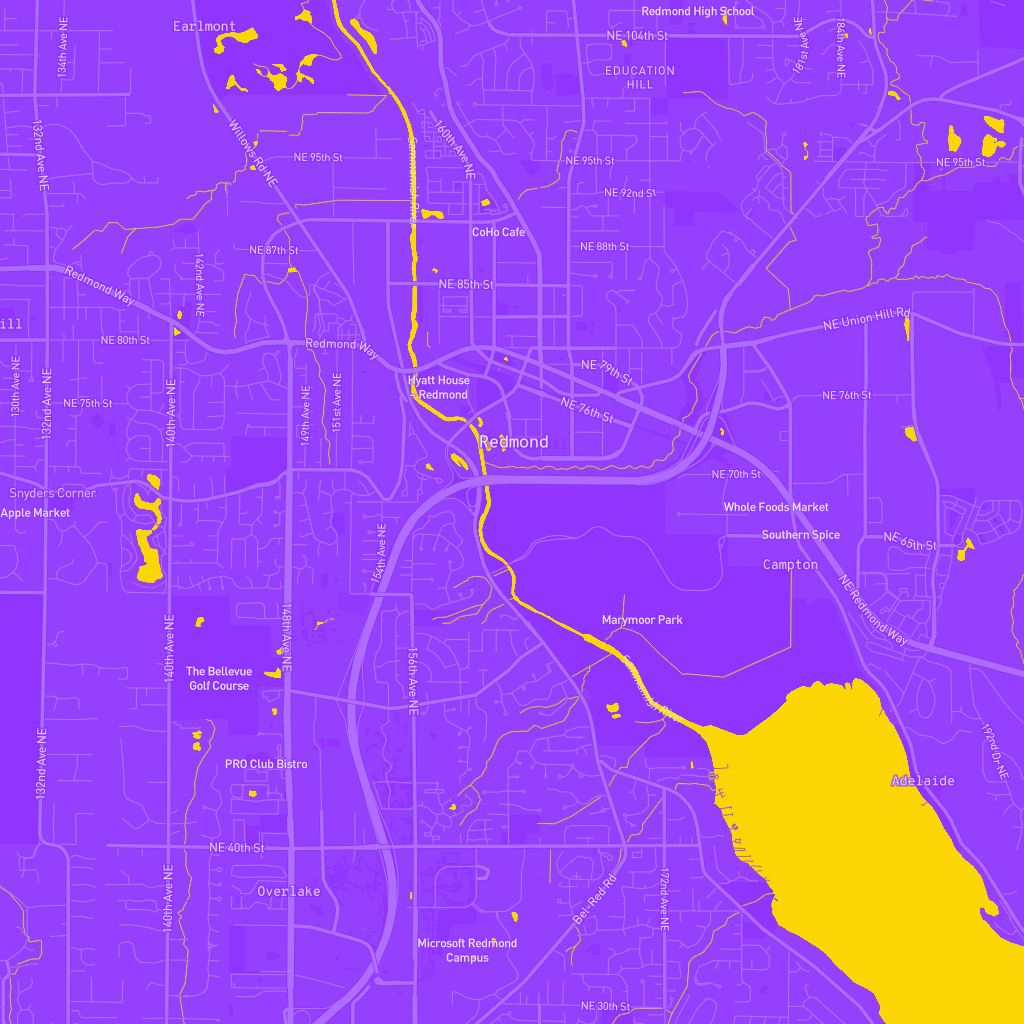 Redmond High School
Earlmont
NE 104th St
134th Ave NE
181st Ave NE
184th Ave NE
EDUCATION
HILL
132nd Ave NE
Willows Rd NE
160th Ave NE
NE 95th St
NE 95th St
NE 95th St
NE 92nd St
CoHo Cafe
NE 87th St
NE 88th St
142nd Ave NE
Redmond Way
NE 85th St
ill
NE Union Hill Rd
NE 80th St
Redmond Way
NE 79th St
Hyatt House
Redmond
130th Ave NE
132nd Ave NE
NE 75th St
140th Ave NE
149th Ave NE
151st Ave NE
NE 76th St
NE 76th St
Redmond
NE 70th St
Snyders Corner
Apple Market
Whole Foods Market
Southern Spice
NE 65th St
154th Ave NE
Campton
NE Redmond Way
Marymoor Park
140th Ave NE
148th Ave NE
156th Ave NE
The Bellevue
Golf Course
132nd Ave NE
192nd Dr NE
PRO Club Bistro
Adelaide
NE 40th St
140th Ave NE
Overlake
Bel-Red Rd
172nd Ave NE
Microsoft Redmond
Campus
NE 30th St